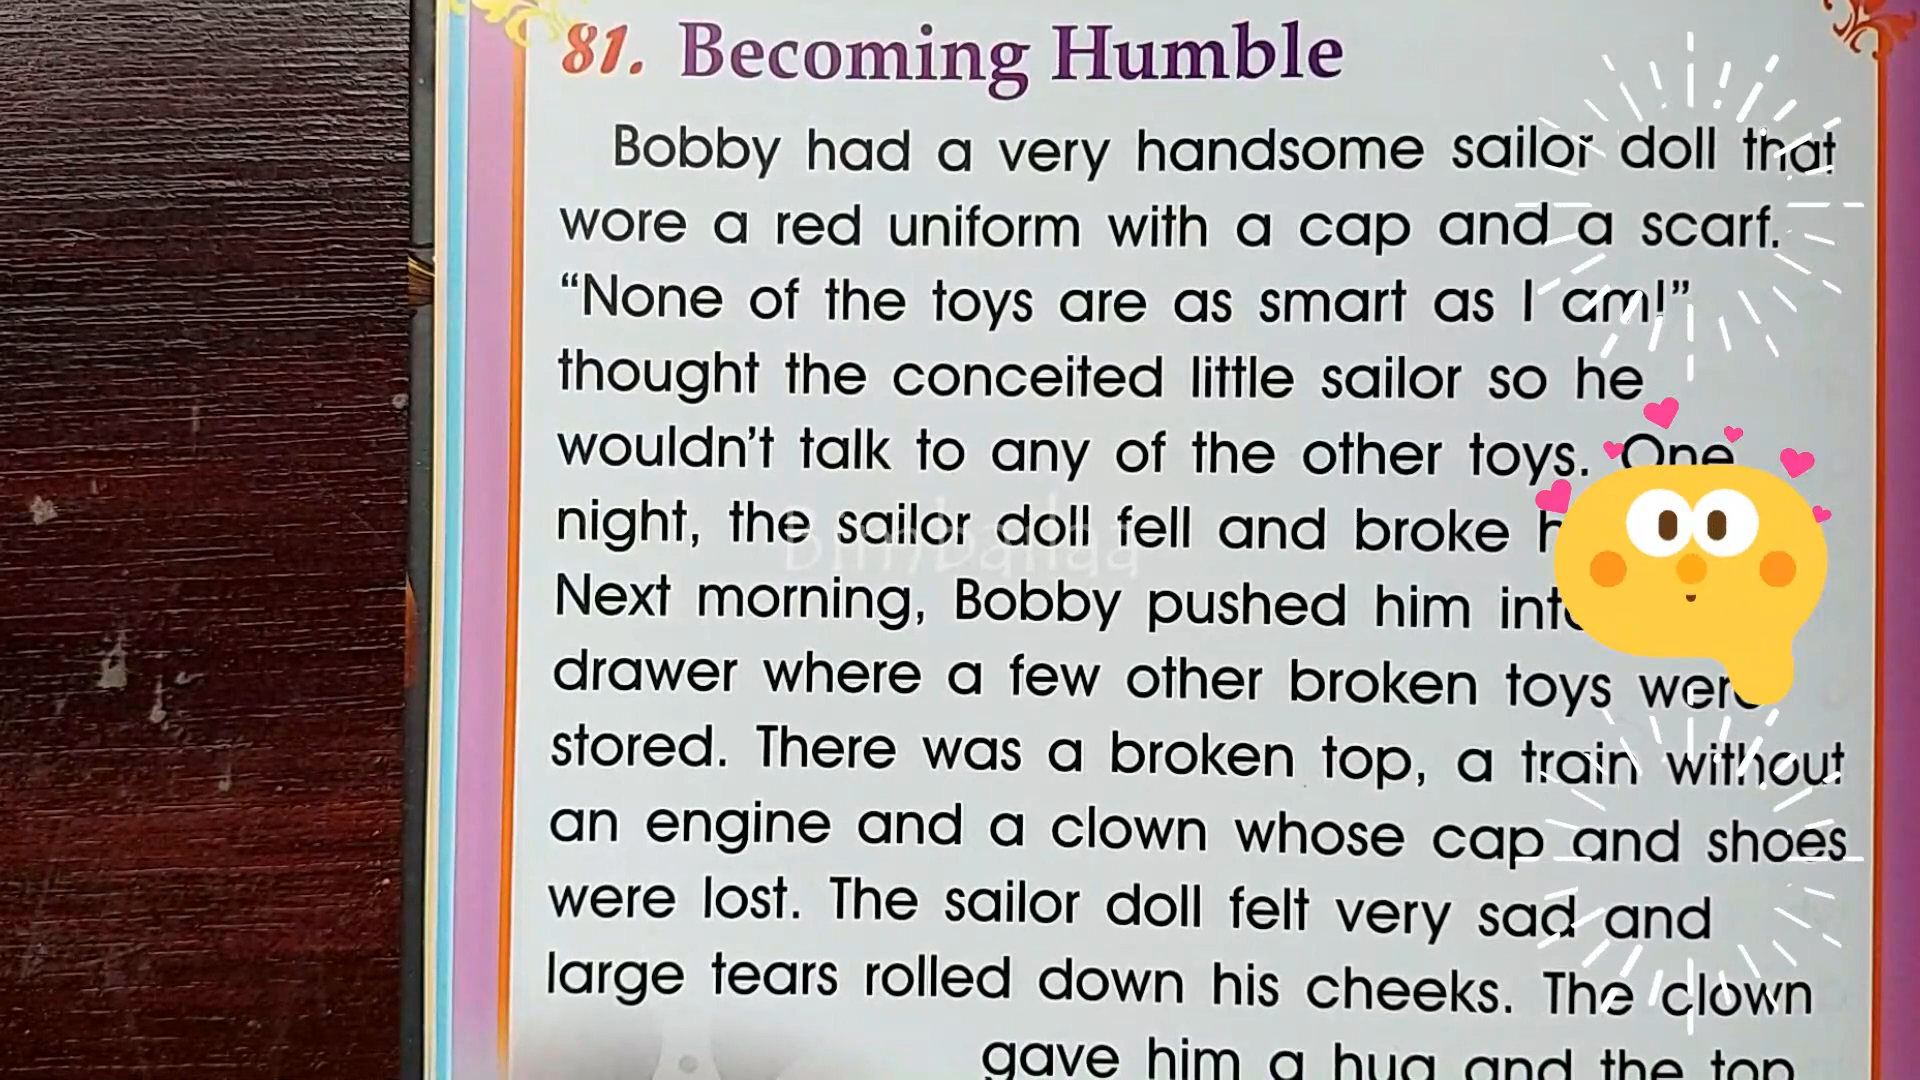 81. Becoming Humble
Bobby had a very handsome sailor doll that
wore a red uniform with a cap and a scarf.
“None of the toys are as smart as I am!”
thought the conceited little sailor so he
wouldn’t talk to any of the other toys. One
night, the sailor doll fell and broke
Next morning, Bobby pushed him
drawer where a few other broken toys were
stored. There was a broken top, a train without
an engine and a clown whose cap and shoes
were lost. The sailor doll felt very sad and
large tears rolled down his cheeks. The clown
gave him a hug and the top